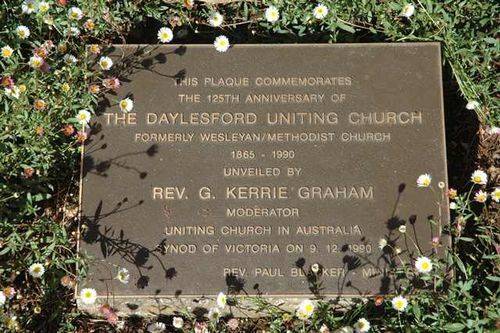 THIS PLAQUE COMMEMORATES
THE 125TH ANNIVERSARY OF
THE DAYLESFORD UNITING CHURCH
FORMERLY WESLEYAN/METHODIST CHURCH
1865 - 1990
UNVEILED BY
REV. G. KERRIE GRAHAM
MODERATOR
UNITING CHURCH IN AUSTRALIA
SYNOD OF VICTORIA ON 9. 12. 1990
REV. PAUL